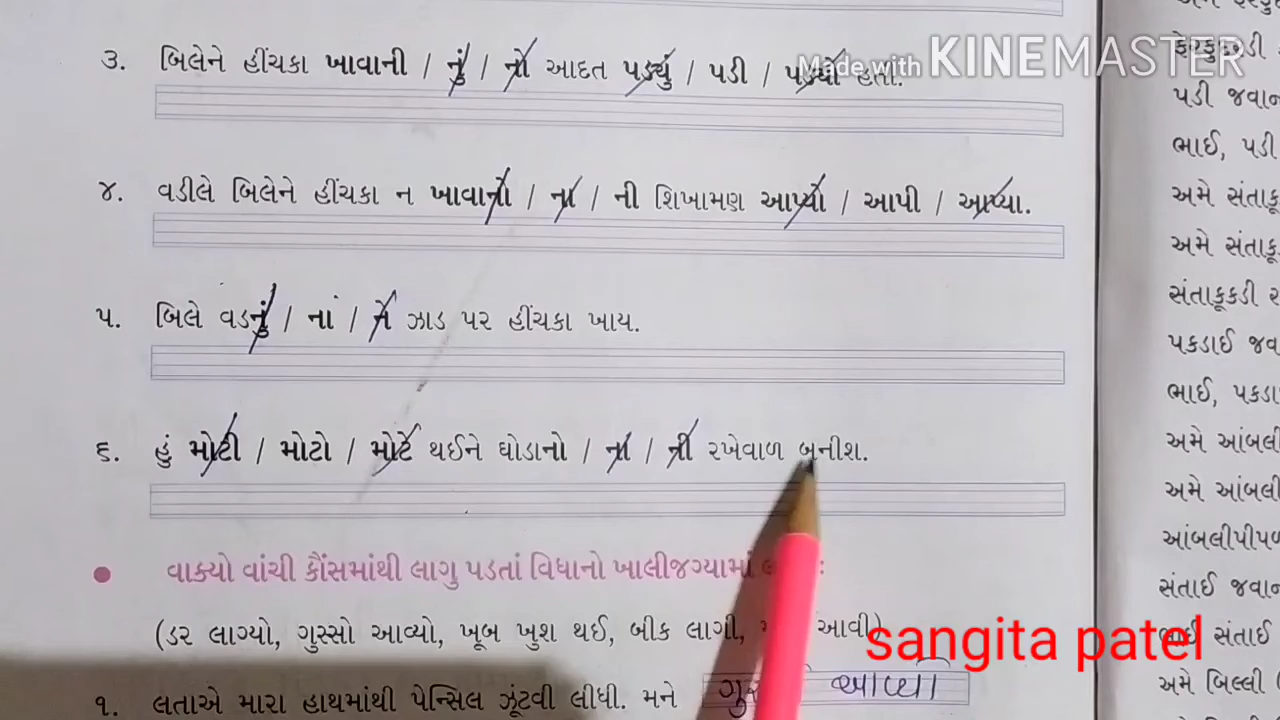 ૩. બિલેને હીંચકા ખાવાની / નું / નો આદત પડ્યું / પડી / પડ્યો હતી.
Made with KINEMASTER
૪. વડીલે બિલેને હીંચકા ન ખાવાનો / ના / ની શિખામણ આપ્યો / આપી / આપ્યા.
૫. બિલે વડનું / નાં / ને ઝાડ પર હીંચકા ખાય.
૬. હું મોટી / મોટો / મોટે થઈને ઘોડાનો / ના / ની રખેવાળ બનીશ.
વાક્યો વાંચી કૌંસમાંથી લાગુ પડતાં વિધાનો ખાલીજગ્યામાં
(ડર લાગ્યો, ગુસ્સો આવ્યો, ખૂબ ખુશ થઈ, બીક લાગી, આવી)
૧. લતાએ મારા હાથમાંથી પેન્સિલ ઝૂંટવી લીધી. મને આવ્યો
પડી જવાન
ભાઈ, પડી
અમે સંતાકૂ
અમે સંતાકૂ
સંતાકૂકડી ર
પકડાઈ જવ
ભાઈ, પકડા
અમે આંબલી
અમે આંબલી
આંબલીપીપળ
સંતાઈ જવાન
ભાઈ સંતાઈ
અમે બિલ્લી
sangita patel